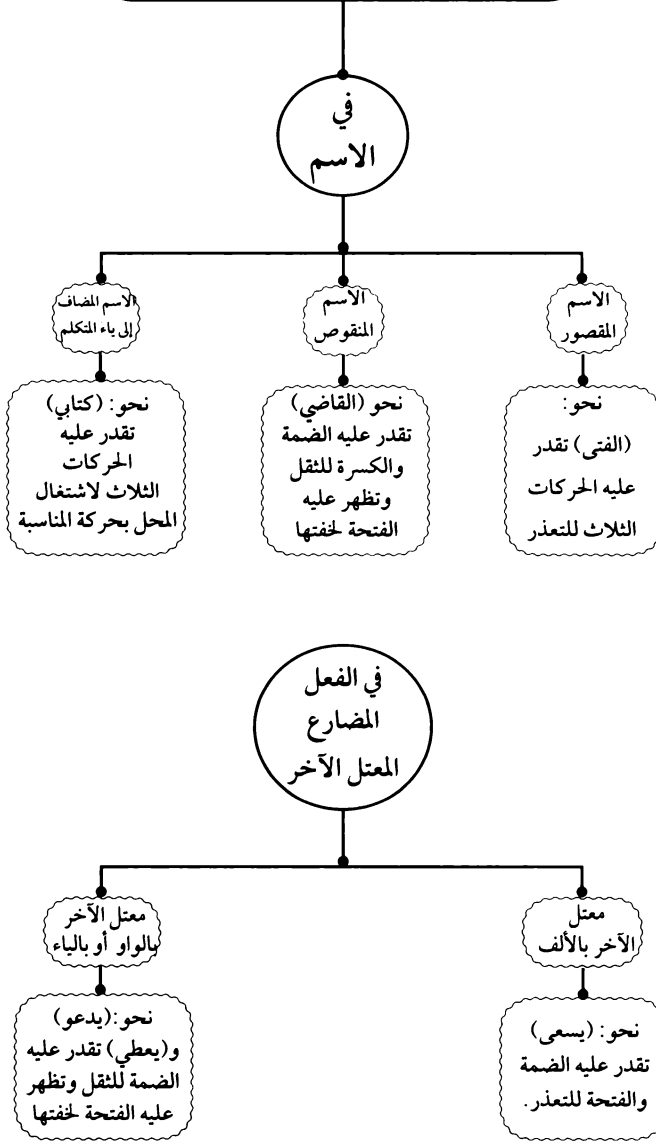 في
الاسم
الاسم
المقصور
نحو:
(الفتى) تقدر
عليه الحركات
الثلاث للتعذر
الاسم
المنقوص
نحو (القاضي)
تقدر عليه الضمة
والكسرة للثقل
وتظهر عليه
الفتحة لخفتها
الاسم المضاف
إلى ياء المتكلم
نحو: (كتابي)
تقدر عليه
الحركات
الثلاث لاشتغال
المحل بحركة المناسبة
في الفعل
المضارع
المعتل الآخر
معتل
الآخر بالألف
نحو: (يسعى)
تقدر عليه الضمة
والفتحة للتعذر.
معتل الآخر
بالواو أو بالياء
نحو: (يدعو)
و(يعطي) تقدر عليه
الضمة للثقل وتظهر
عليه الفتحة لخفتها